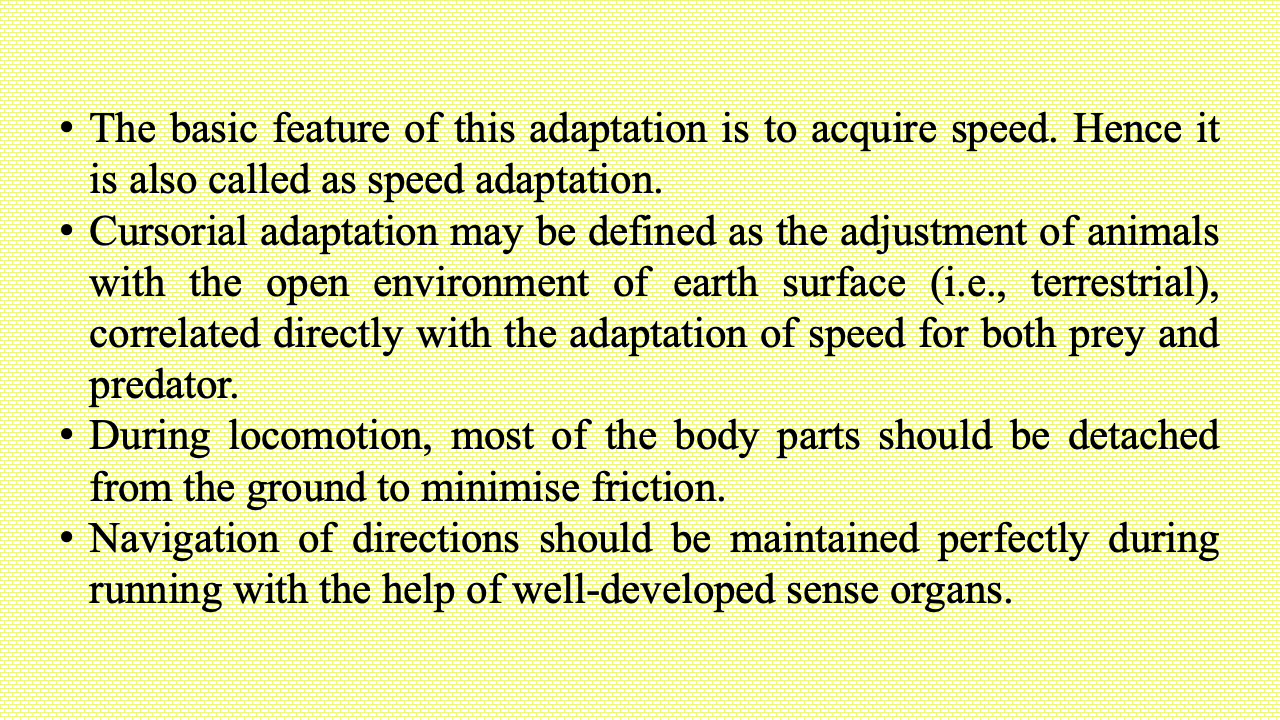 • The basic feature of this adaptation is to acquire speed. Hence it
is also called as speed adaptation.
• Cursorial adaptation may be defined as the adjustment of animals
with the open environment of earth surface (i.e., terrestrial),
correlated directly with the adaptation of speed for both prey and
predator.
• During locomotion, most of the body parts should be detached
from the ground to minimise friction.
• Navigation of directions should be maintained perfectly during
running with the help of well-developed sense organs.